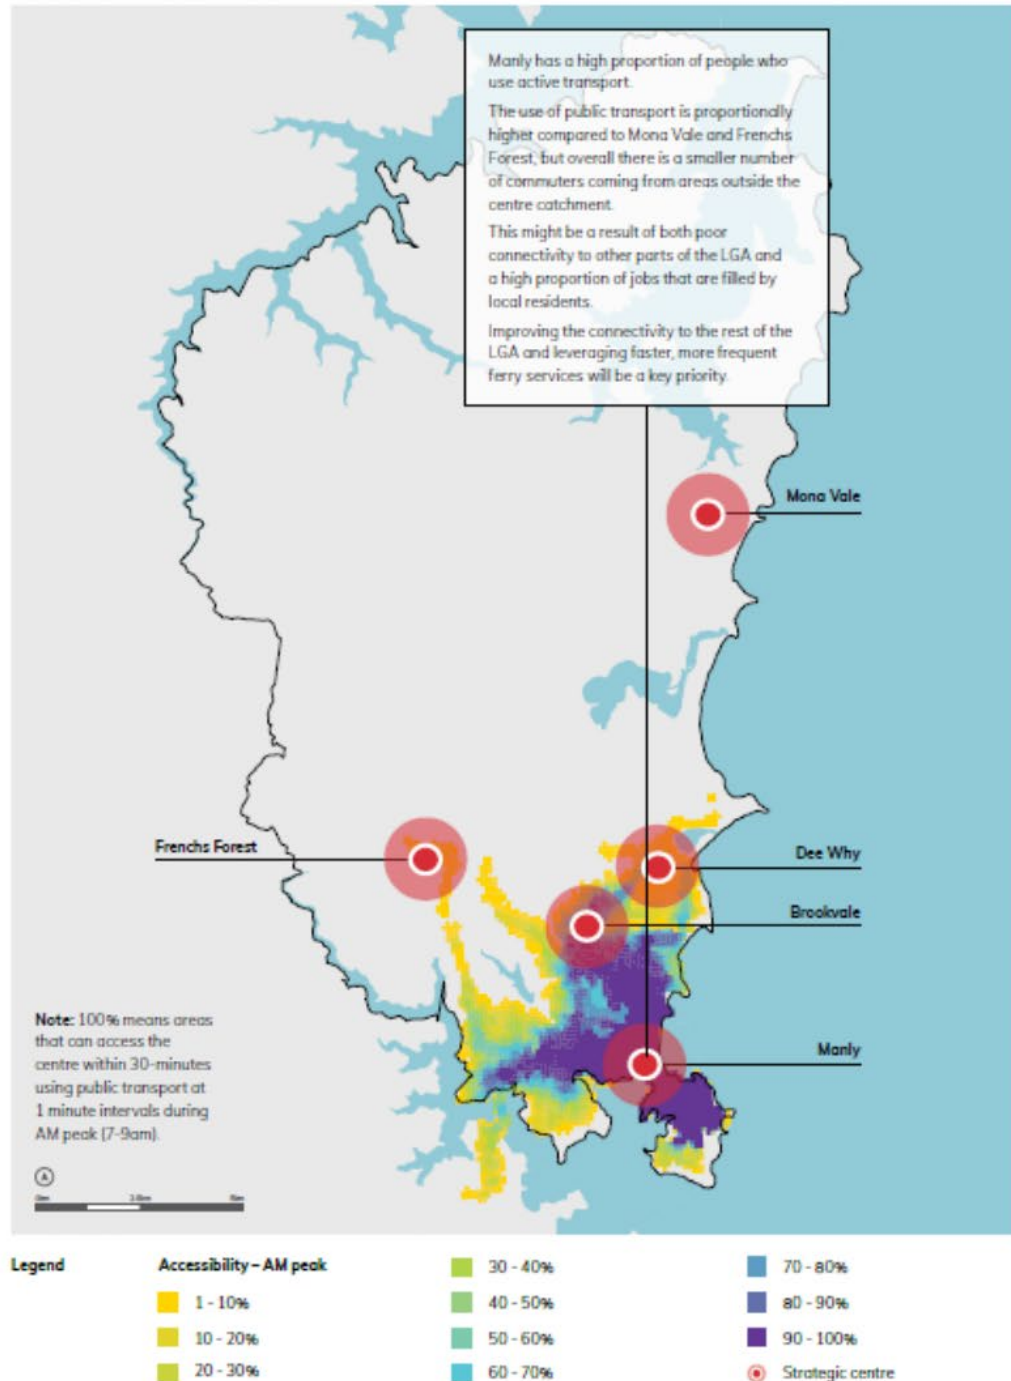 Manly has a high proportion of people who
use active transport.
The use of public transport is proportionally
higher compared to Mona Vale and Frenchs
Forest, but overall there is a smaller number
of commuters coming from areas outside the
centre catchment.
This might be a result of both poor
connectivity to other parts of the LGA and
a high proportion of jobs that are filled by
local residents.
Improving the connectivity to the rest of the
LGA and leveraging faster, more frequent
ferry services will be a key priority.
Mona Vale
Frenchs Forest
Dee Why
Brookvale
Manly
Note: 100% means areas
that can access the
centre within 30-minutes
using public transport at
1 minute intervals during
AM peak (7-9am).
Legend
Accessibility – AM peak
1 - 10%
10 - 20%
20 - 30%
30 - 40%
40 - 50%
50 - 60%
60 - 70%
70 - 80%
80 - 90%
90 - 100%
Strategic centre